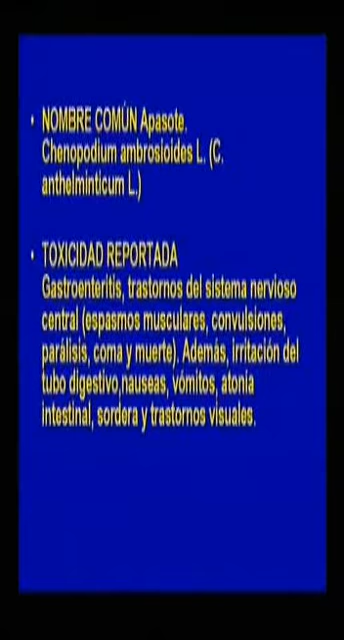 • NOMBRE COMÚN Apasote.
Chenopodium ambrosioides L. (C.
anthelminticum L.)
• TOXICIDAD REPORTADA
Gastroenteritis, trastornos del sistema nervioso
central (espasmos musculares, convulsiones,
parálisis, coma y muerte). Además, irritación del
tubo digestivo,nauseas, vómitos, atonía
intestinal, sordera y trastornos visuales.